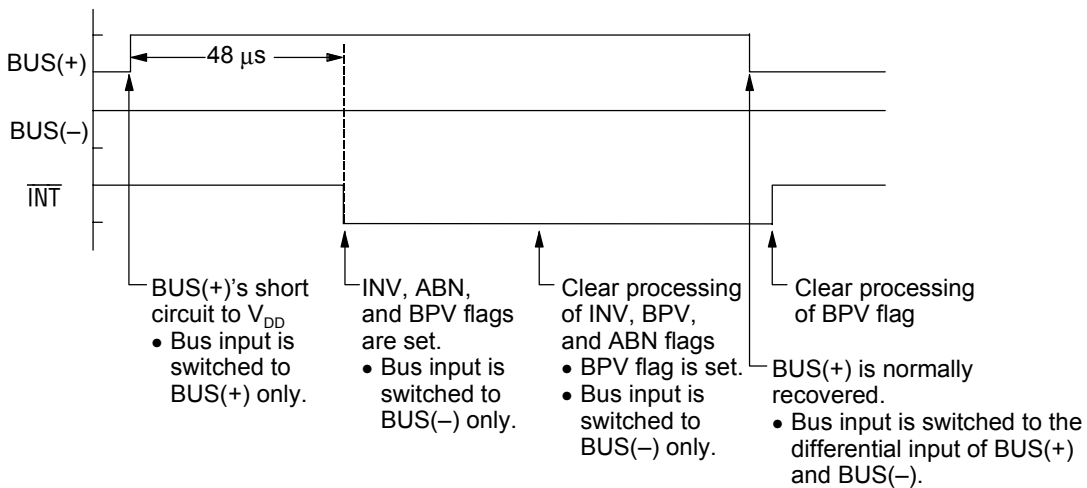 BUS(+)
48 μs
BUS(–)
INT
BUS(+)'s short
circuit to VDD
• Bus input is
switched to
BUS(+) only.
INV, ABN,
and BPV flags
are set.
• Bus input is
switched to
BUS(–) only.
Clear processing
of INV, BPV,
and ABN flags
• BPV flag is set.
• Bus input is
switched to
BUS(–) only.
BUS(+) is normally
recovered.
• Bus input is switched to the
differential input of BUS(+)
and BUS(–).
Clear processing
of BPV flag